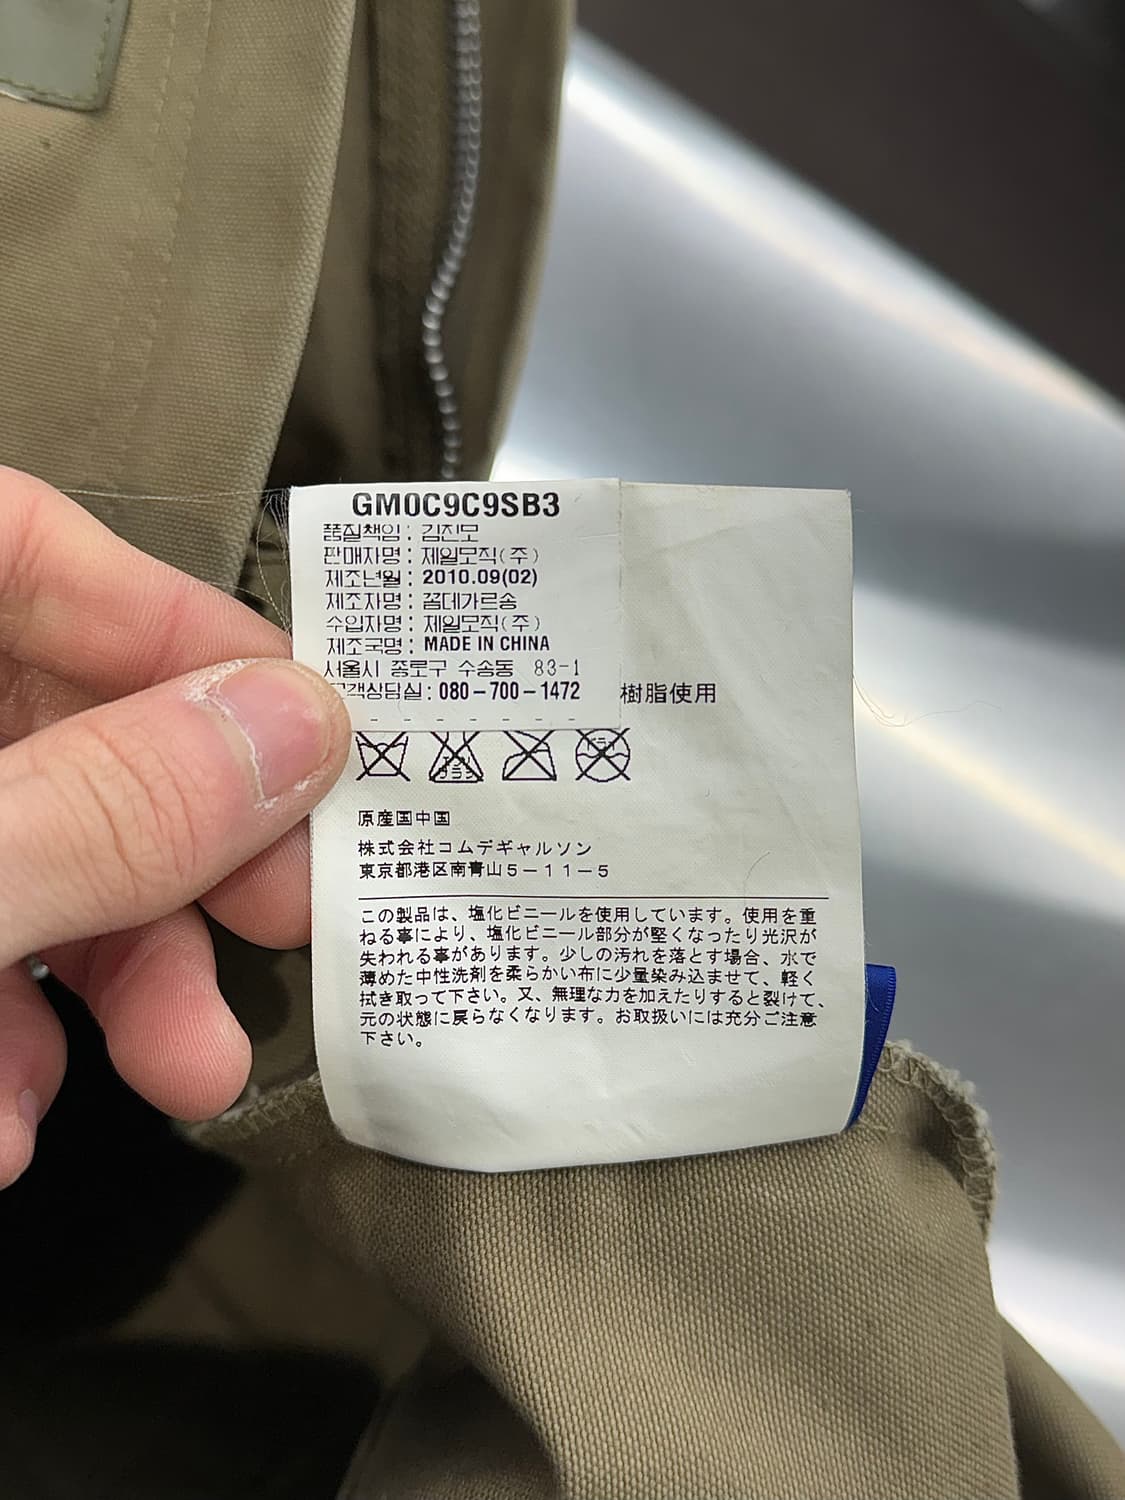 GM0C9C9SB3
품질책임 : 김진모
판매자명 : 제일모직(주)
제조년월 : 2010.09(02)
제조자명 : 꼼데가르송
수입자명 : 제일모직(주)
제조국명 : MADE IN CHINA
서울시 종로구 수송동 83-1
고객상담실 : 080-700-1472
樹脂使用
原産国中国
株式会社コムデギャルソン
東京都港区南青山5-11-5
この製品は、塩化ビニールを使用しています。使用を重
ねる事により、塩化ビニール部分が堅くなったり光沢が
失われる事があります。少しの汚れを落とす場合、水で
薄めた中性洗剤を柔らかい布に少量染み込ませて、軽く
拭き取って下さい。又、無理な力を加えたりすると裂けて、
元の状態に戻らなくなります。お取扱いには充分ご注意
下さい。